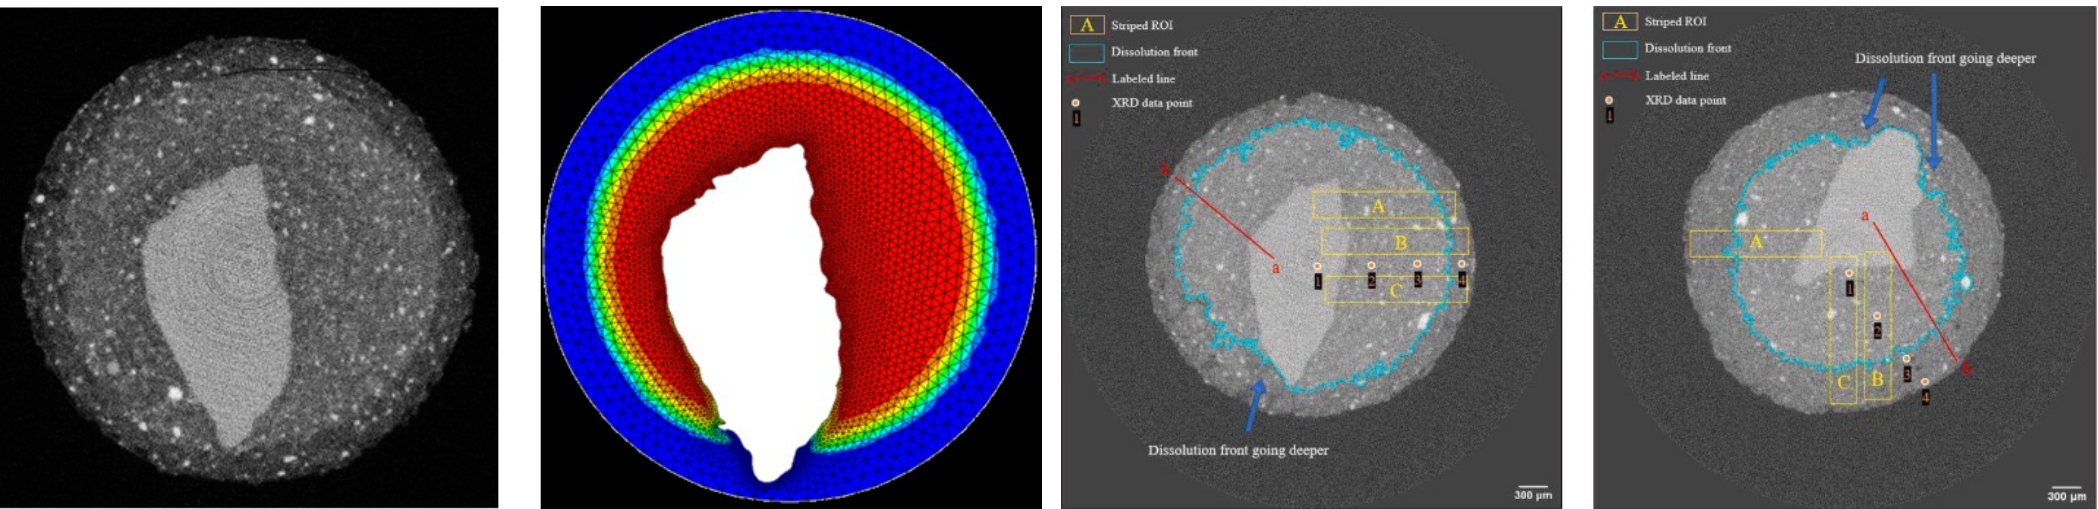 A Striped ROI
Dissolution front
Labeled line
XRD data point
1
b
a
A
B
C
1
2
3
4
Dissolution front going deeper
300 μm
A Striped ROI
Dissolution front
Labeled line
XRD data point
1
Dissolution front going deeper
a
A
1
2
3
4
C
B
300 μm